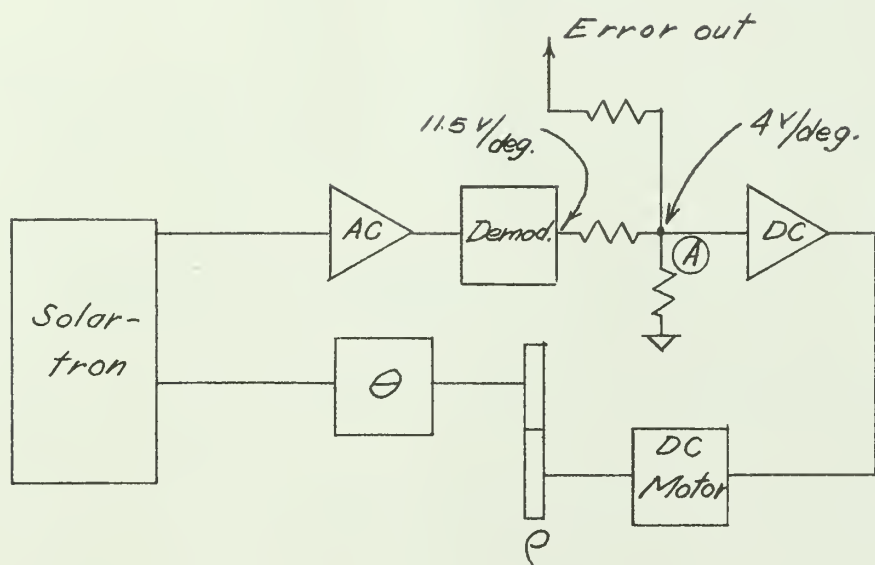 Error out
11.5 V/deg.
4 V/deg.
AC
Demod.
DC
A
Solar-
tron
θ
DC
Motor
ρ